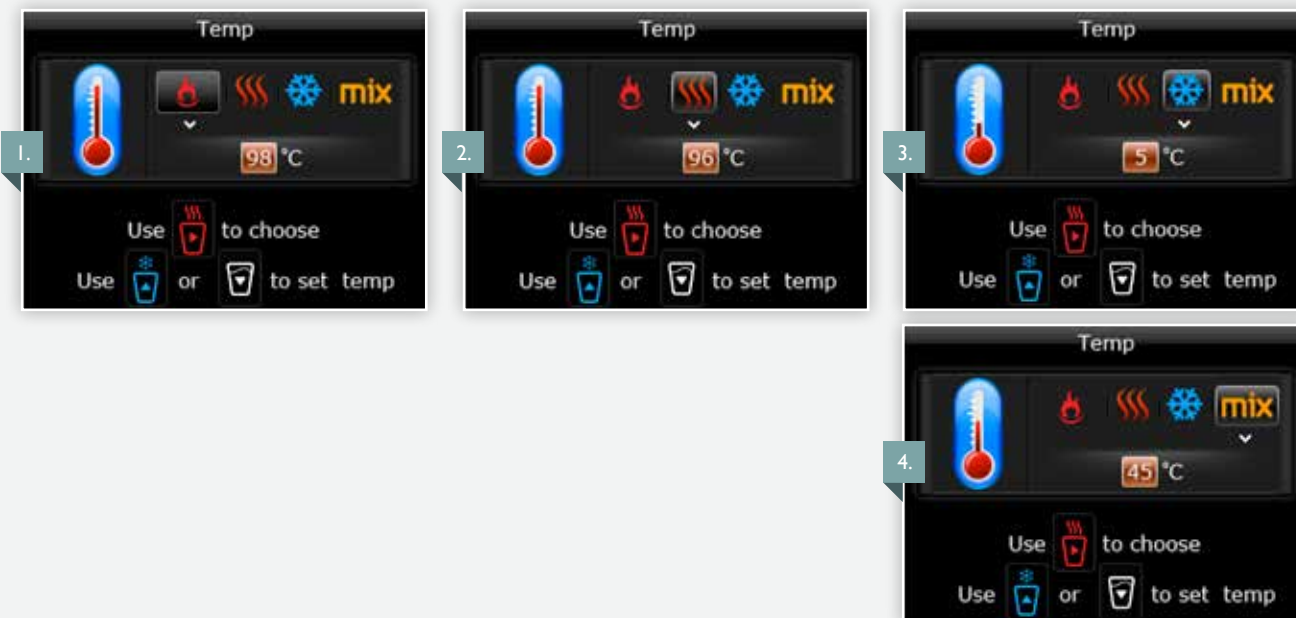 Temp
mix
1.
98 °C
Use to choose
Use or to set temp
Temp
mix
2.
96 °C
Use to choose
Use or to set temp
Temp
mix
3.
5 °C
Use to choose
Use or to set temp
Temp
mix
4.
45 °C
Use to choose
Use or to set temp